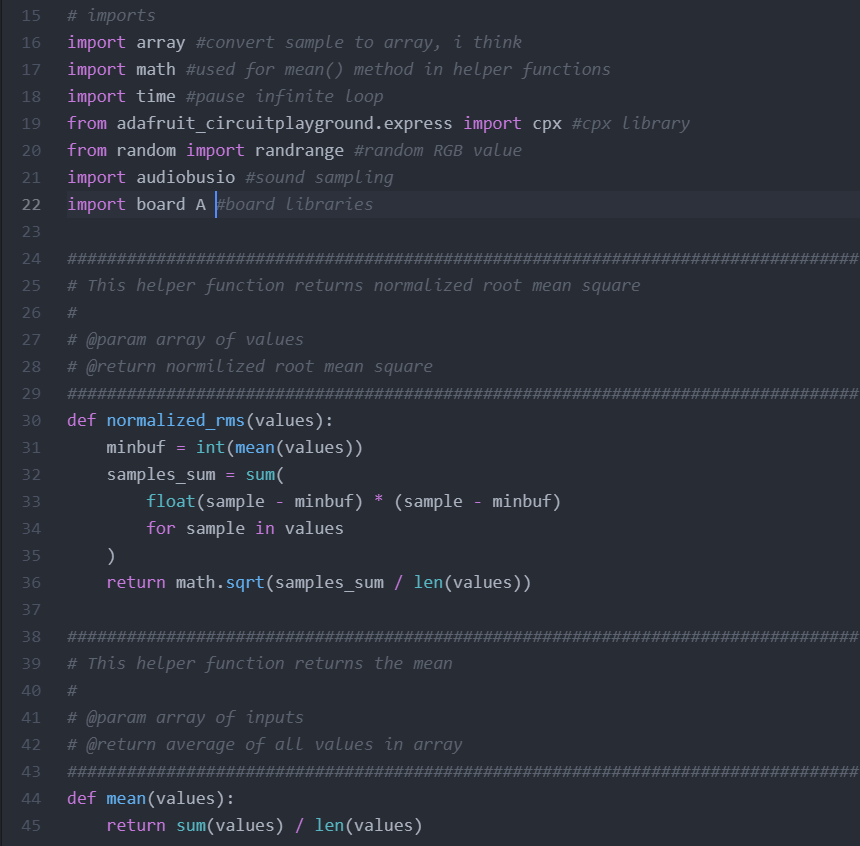 15 # imports
16 import array #convert sample to array, i think
17 import math #used for mean() method in helper functions
18 import time #pause infinite loop
19 from adafruit_circuitplayground.express import cpx #cpx library
20 from random import randrange #random RGB value
21 import audiobusio #sound sampling
22 import board A #board libraries
23
24 ################################################################################
25 # This helper function returns normalized root mean square
26 #
27 # @param array of values
28 # @return normilized root mean square
29 ################################################################################
30 def normalized_rms(values):
31     minbuf = int(mean(values))
32     samples_sum = sum(
33         float(sample - minbuf) * (sample - minbuf)
34         for sample in values
35     )
36     return math.sqrt(samples_sum / len(values))
37
38 ################################################################################
39 # This helper function returns the mean
40 #
41 # @param array of inputs
42 # @return average of all values in array
43 ################################################################################
44 def mean(values):
45     return sum(values) / len(values)